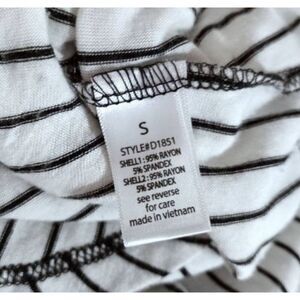 S
STYLE#D1851
SHELL1: 95% RAYON
5% SPANDEX
SHELL2: 95% RAYON
5% SPANDEX
see reverse
for care
made in vietnam